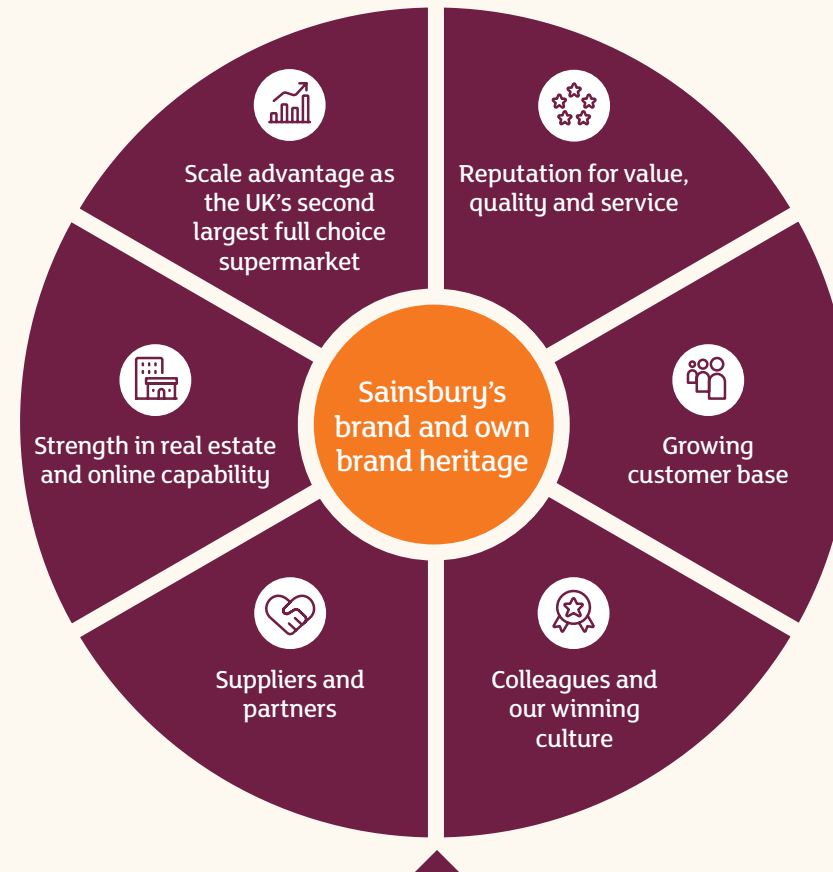 Scale advantage as
the UK's second
largest full choice
supermarket
Reputation for value,
quality and service
Strength in real estate
and online capability
Sainsbury's
brand and own
brand heritage
Growing
customer base
Suppliers and
partners
Colleagues and
our winning
culture